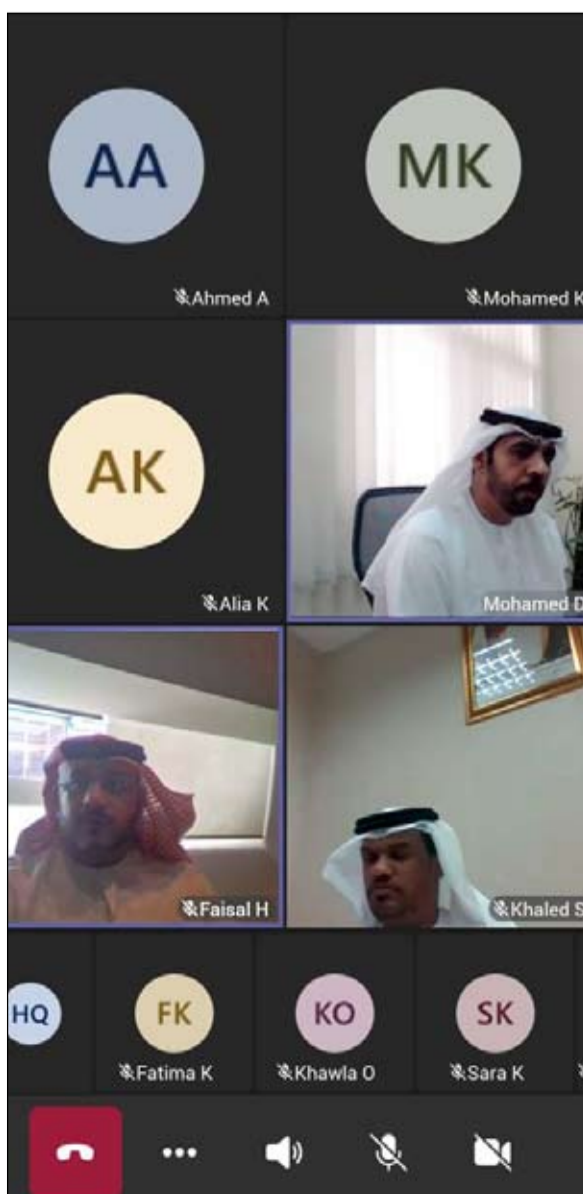 AA
Ahmed A
MK
Mohamed K
AK
Alia K
Mohamed D
Faisal H
Khaled S
HQ
FK
Fatima K
KO
Khawla O
SK
Sara K